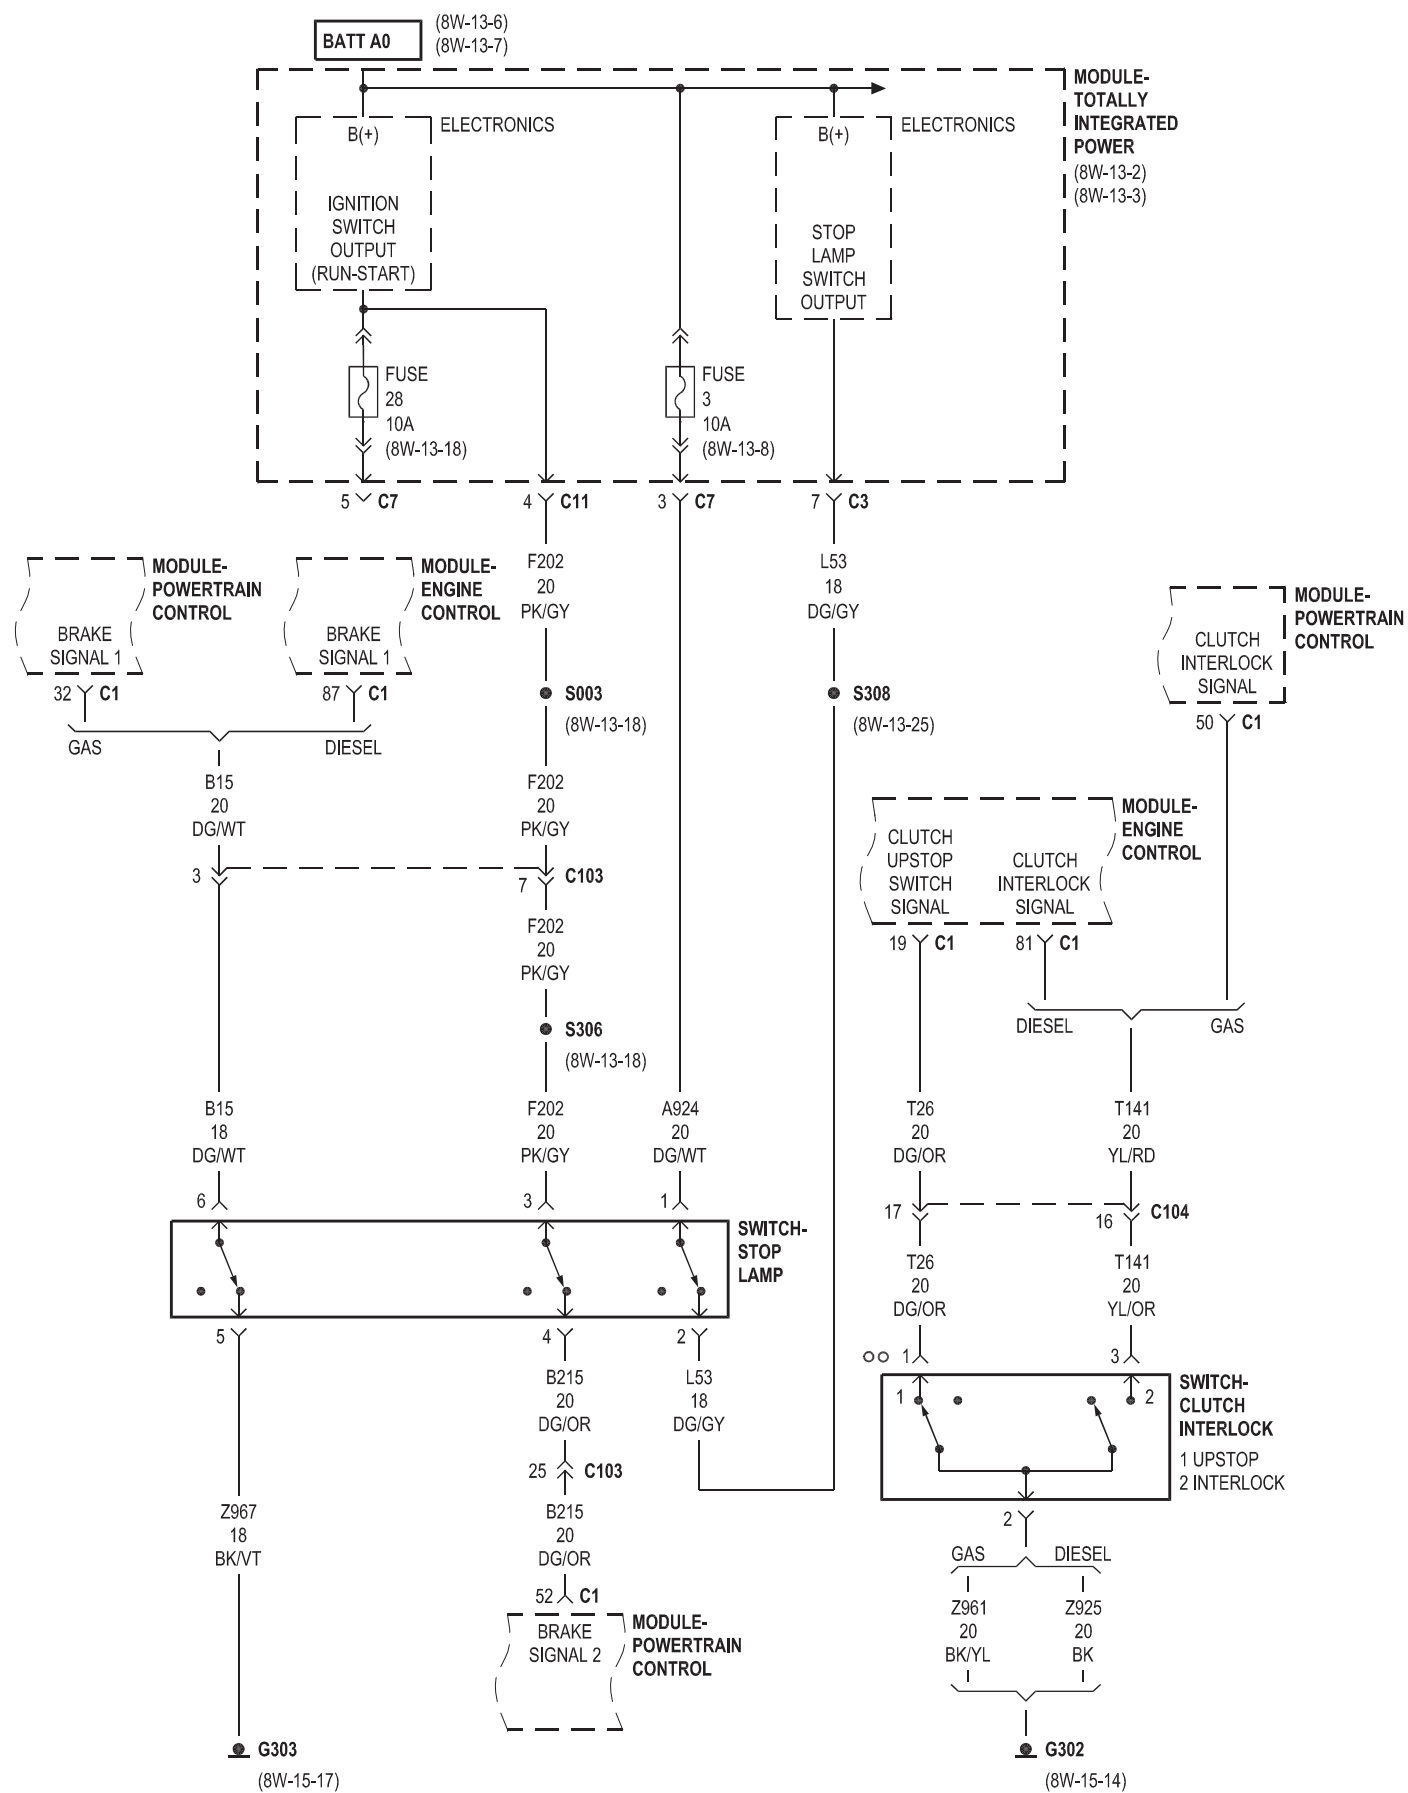 BATT A0
(8W-13-6)
(8W-13-7)
MODULE-
TOTALLY
INTEGRATED
POWER
(8W-13-2)
(8W-13-3)
B(+)
ELECTRONICS
IGNITION
SWITCH
OUTPUT
(RUN-START)
B(+)
ELECTRONICS
STOP
LAMP
SWITCH
OUTPUT
FUSE
28
10A
(8W-13-18)
FUSE
3
10A
(8W-13-8)
5 C7
4 C11
3 C7
7 C3
MODULE-
POWERTRAIN
CONTROL
BRAKE
SIGNAL 1
32 C1
MODULE-
ENGINE
CONTROL
BRAKE
SIGNAL 1
87 C1
GAS
DIESEL
B15
20
DG/WT
F202
20
PK/GY
S003
(8W-13-18)
F202
20
PK/GY
L53
18
DG/GY
S308
(8W-13-25)
MODULE-
POWERTRAIN
CONTROL
CLUTCH
INTERLOCK
SIGNAL
50 C1
MODULE-
ENGINE
CONTROL
CLUTCH
UPSTOP
SWITCH
SIGNAL
CLUTCH
INTERLOCK
SIGNAL
19 C1
81 C1
3
7
C103
F202
20
PK/GY
S306
(8W-13-18)
DIESEL
GAS
B15
18
DG/WT
F202
20
PK/GY
A924
20
DG/WT
T26
20
DG/OR
T141
20
YL/RD
6
3
1
17
16
C104
SWITCH-
STOP
LAMP
T26
20
DG/OR
T141
20
YL/OR
5
4
2
1
3
1
2
SWITCH-
CLUTCH
INTERLOCK
1 UPSTOP
2 INTERLOCK
B215
20
DG/OR
L53
18
DG/GY
25 C103
Z967
18
BK/VT
B215
20
DG/OR
52 C1
BRAKE
SIGNAL 2
MODULE-
POWERTRAIN
CONTROL
2
GAS
DIESEL
Z961
20
BK/YL
Z925
20
BK
G303
(8W-15-17)
G302
(8W-15-14)